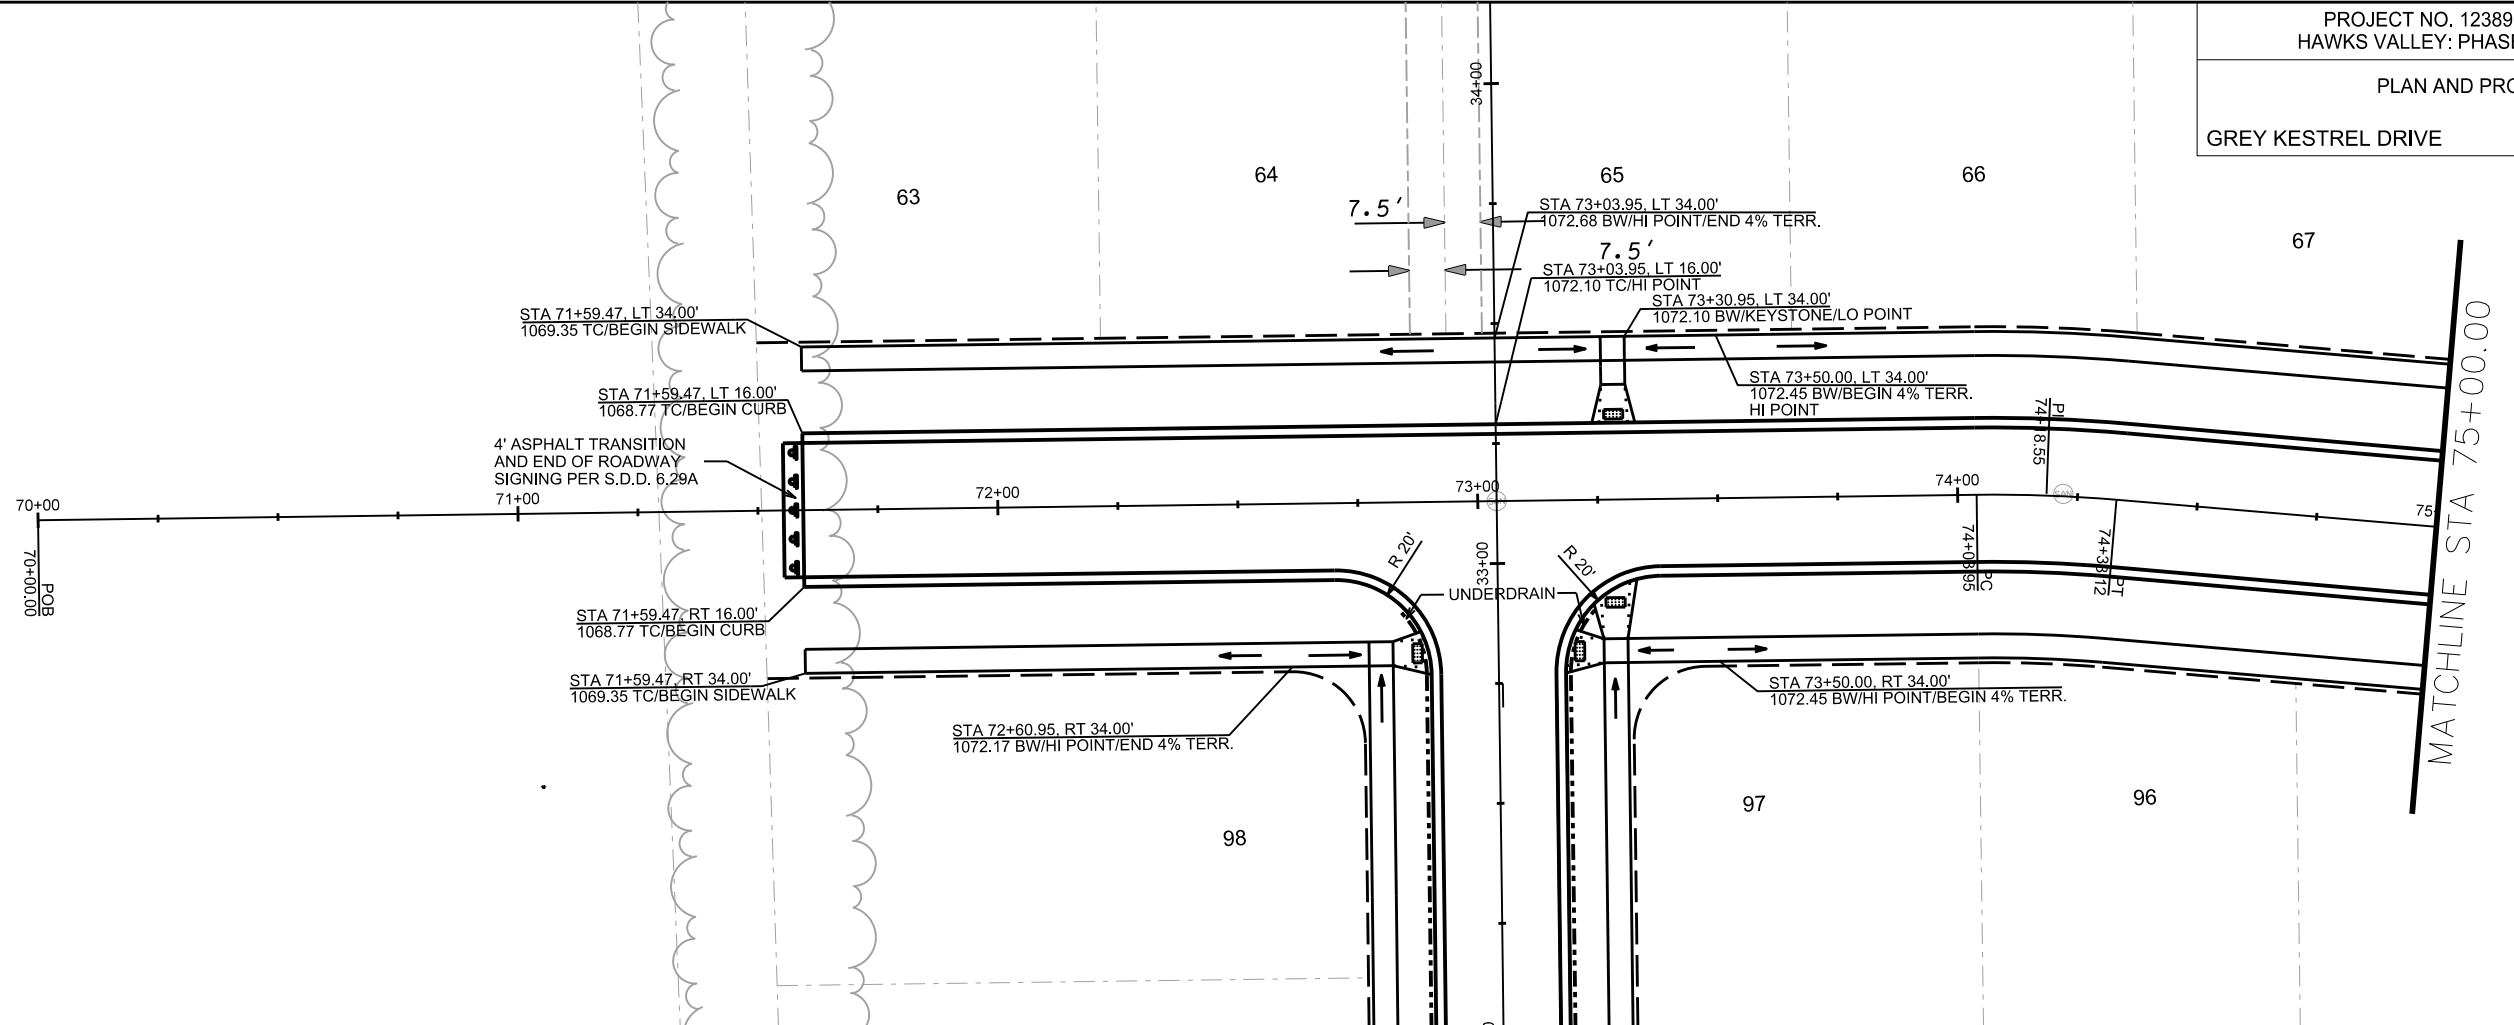 PROJECT NO. 12389
HAWKS VALLEY: PHASE
PLAN AND PRO
GREY KESTREL DRIVE
34+00
63
64
65
66
67
7.5'
STA 73+03.95, LT 34.00'
1072.68 BW/HI POINT/END 4% TERR.
7.5'
STA 73+03.95, LT 16.00'
1072.10 TC/HI POINT
STA 73+30.95, LT 34.00'
1072.10 BW/KEYSTONE/LO POINT
STA 71+59.47, LT 34.00'
1069.35 TC/BEGIN SIDEWALK
STA 71+59.47, LT 16.00'
1068.77 TC/BEGIN CURB
STA 73+50.00, LT 34.00'
1072.45 BW/BEGIN 4% TERR.
HI POINT
4' ASPHALT TRANSITION
AND END OF ROADWAY
SIGNING PER S.D.D. 6.29A
PI
74+18.55
MATCHLINE STA 75+00.00
70+00
71+00
72+00
73+00
74+00
75
SAN
POB
70+00.00
R 20'
33+00
R 20'
PC
74+03.95
PT
74+33.12
UNDERDRAIN
STA 71+59.47, RT 16.00'
1068.77 TC/BEGIN CURB
STA 71+59.47, RT 34.00'
1069.35 TC/BEGIN SIDEWALK
STA 73+50.00, RT 34.00'
1072.45 BW/HI POINT/BEGIN 4% TERR.
STA 72+60.95, RT 34.00'
1072.17 BW/HI POINT/END 4% TERR.
98
97
96